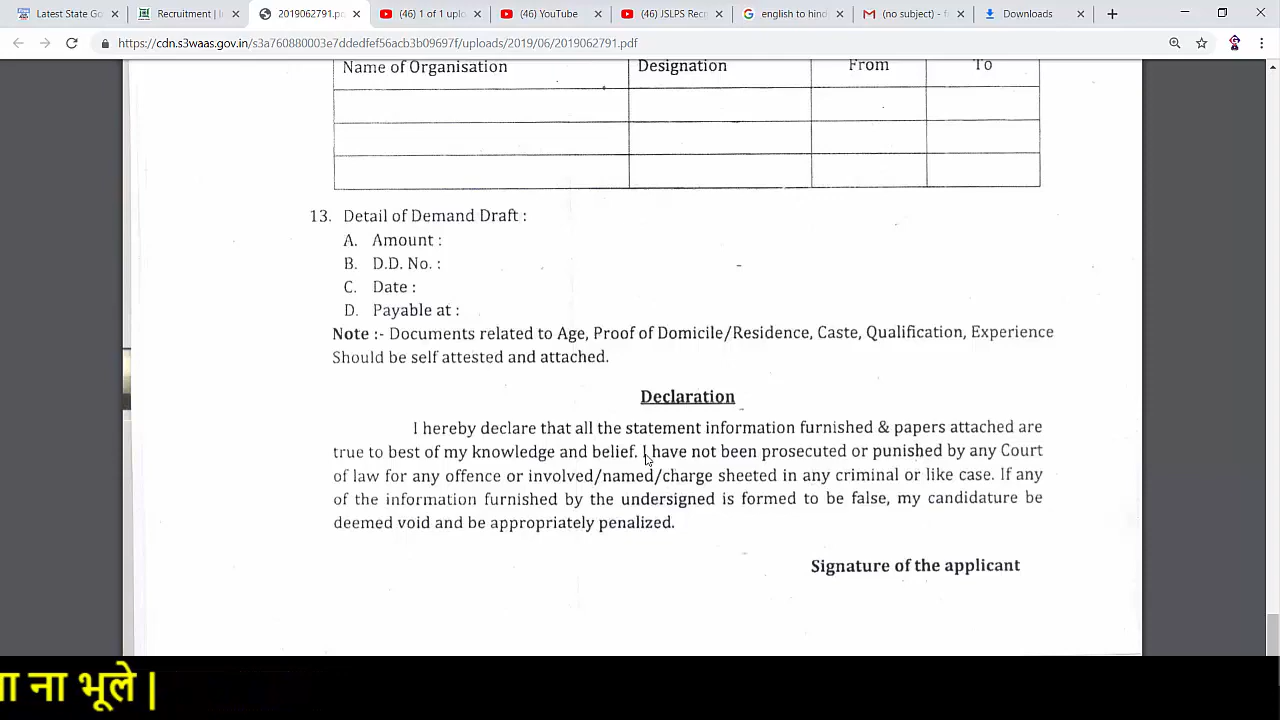 Latest State Go
Recruitment | I
2019062791.p
(46) 1 of 1 uplo
(46) YouTube
(46) JSLPS Rec
english to hind
(no subject) - f
Downloads
https://cdn.s3waas.gov.in/s3a760880003e7ddedfef56acb3b09697f/uploads/2019/06/2019062791.pdf
Name of Organisation Designation From To
13. Detail of Demand Draft :
A. Amount :
B. D.D. No. :
C. Date :
D. Payable at :
Note :- Documents related to Age, Proof of Domicile/Residence, Caste, Qualification, Experience
Should be self attested and attached.
Declaration
I hereby declare that all the statement information furnished & papers attached are
true to best of my knowledge and belief. I have not been prosecuted or punished by any Court
of law for any offence or involved/named/charge sheeted in any criminal or like case. If any
of the information furnished by the undersigned is formed to be false, my candidature be
deemed void and be appropriately penalized.
Signature of the applicant
ना भूले |